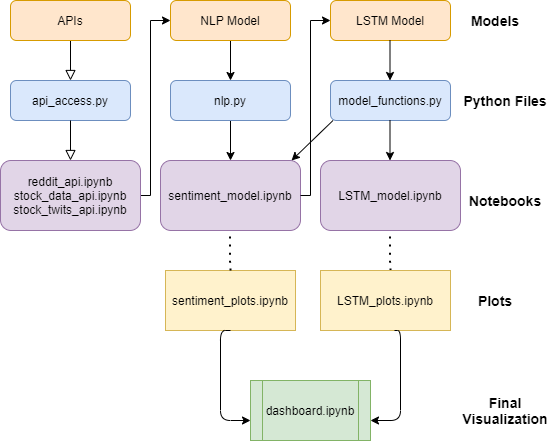 APIs
NLP Model
LSTM Model
Models
api_access.py
nlp.py
model_functions.py
Python Files
reddit_api.ipynb
stock_data_api.ipynb
stock_twits_api.ipynb
sentiment_model.ipynb
LSTM_model.ipynb
Notebooks
sentiment_plots.ipynb
LSTM_plots.ipynb
Plots
dashboard.ipynb
Final
Visualization